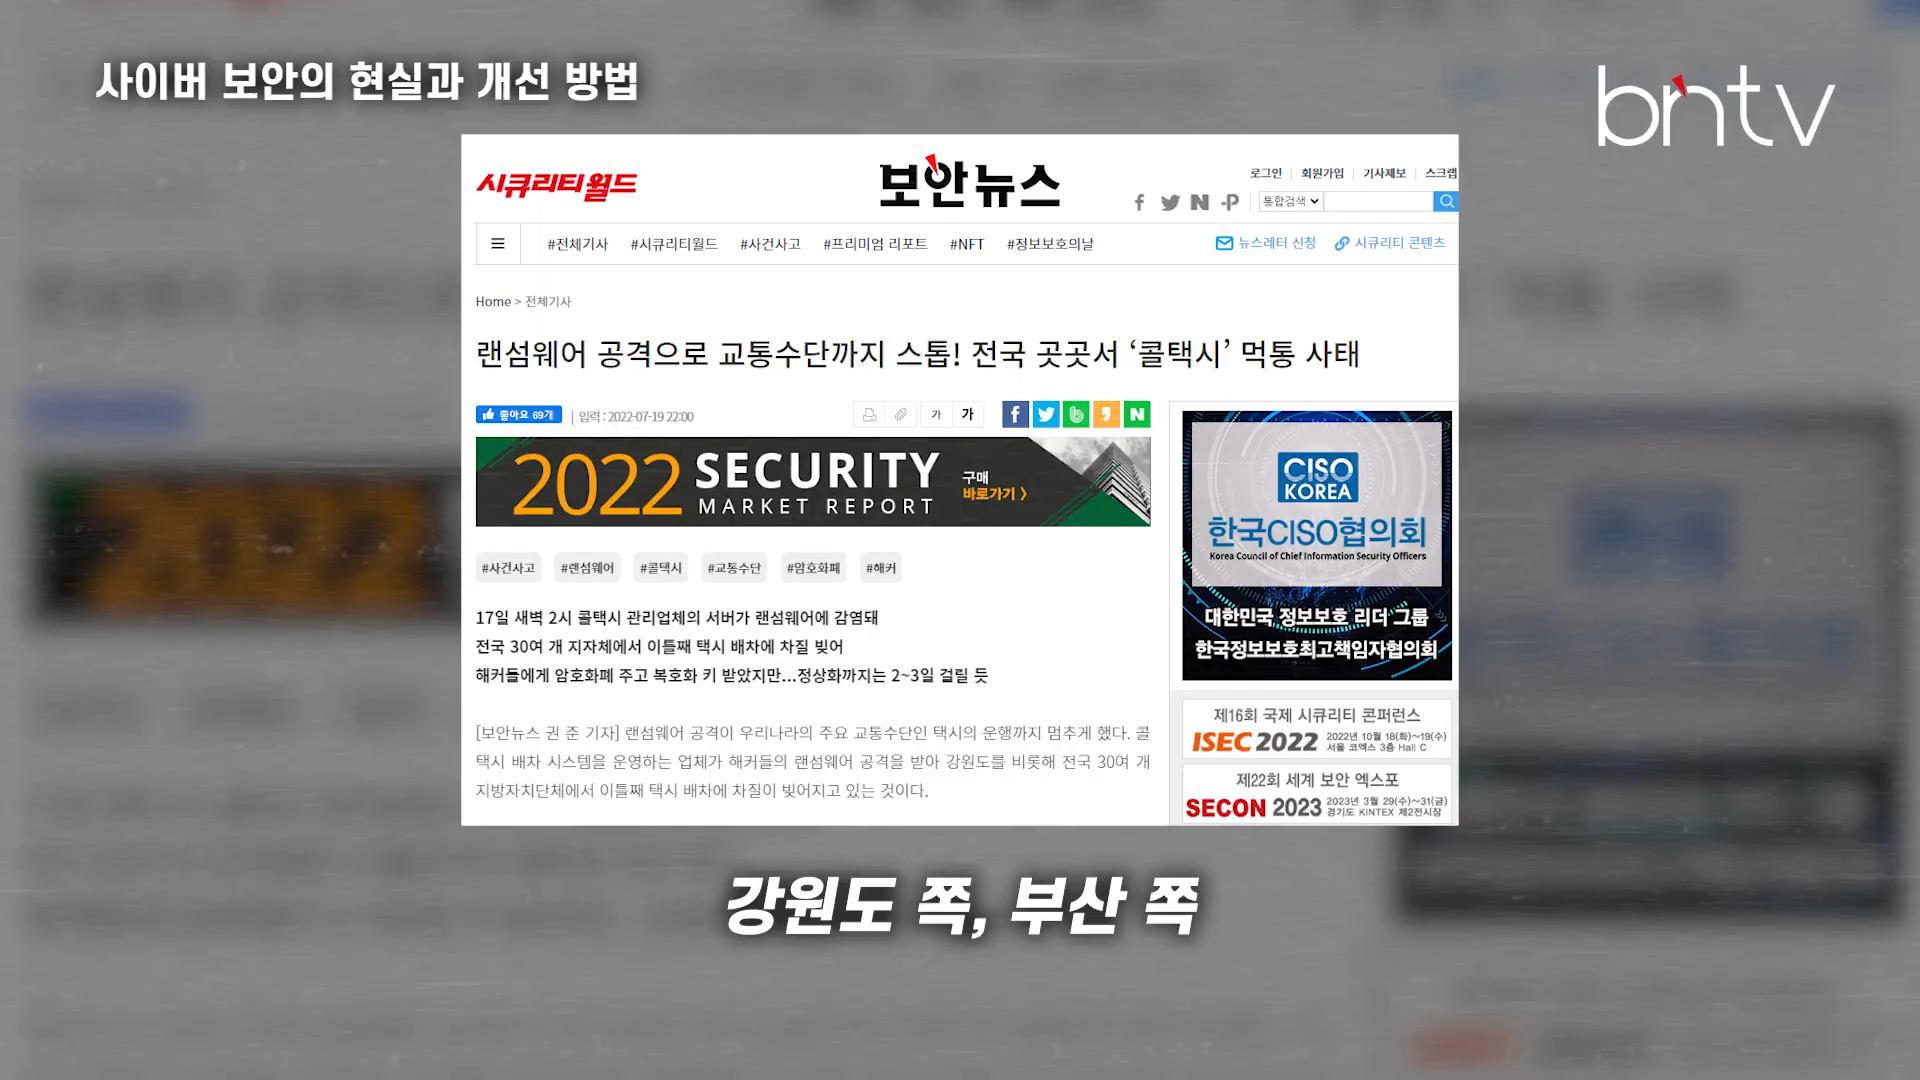 사이버 보안의 현실과 개선 방법
bntv
시큐리티월드
보안뉴스
로그인 | 회원가입 | 기사제보 | 스크랩
통합검색
#전체기사 #시큐리티월드 #사건사고 #프리미엄 리포트 #NFT #정보보호의날
뉴스레터 신청 시큐리티 콘텐츠
Home > 전체기사
랜섬웨어 공격으로 교통수단까지 스톱! 전국 곳곳서 ‘콜택시’ 먹통 사태
좋아요 69개 | 입력 : 2022-07-19 22:00
가 가
2022 SECURITY MARKET REPORT
구매
바로가기 >
#사건사고 #랜섬웨어 #콜택시 #교통수단 #암호화폐 #해커
17일 새벽 2시 콜택시 관리업체의 서버가 랜섬웨어에 감염돼
전국 30여 개 지자체에서 이틀째 택시 배차에 차질 빚어
해커들에게 암호화폐 주고 복호화 키 받았지만...정상화까지는 2~3일 걸릴 듯
[보안뉴스 권 준 기자] 랜섬웨어 공격이 우리나라의 주요 교통수단인 택시의 운행까지 멈추게 했다. 콜
택시 배차 시스템을 운영하는 업체가 해커들의 랜섬웨어 공격을 받아 강원도를 비롯해 전국 30여 개
지방자치단체에서 이틀째 택시 배차에 차질이 빚어지고 있는 것이다.
CISO
KOREA
한국CISO협의회
Korea Council of Chief Information Security Officers
대한민국 정보보호 리더 그룹
한국정보보호최고책임자협의회
제16회 국제 시큐리티 콘퍼런스
ISEC 2022 2022년 10월 18(화)~19(수)
서울 코엑스 3층 Hall C
제22회 세계 보안 엑스포
SECON 2023 2023년 3월 29(수)~31(금)
경기도 KINTEX 제2전시장
강원도 쪽, 부산 쪽